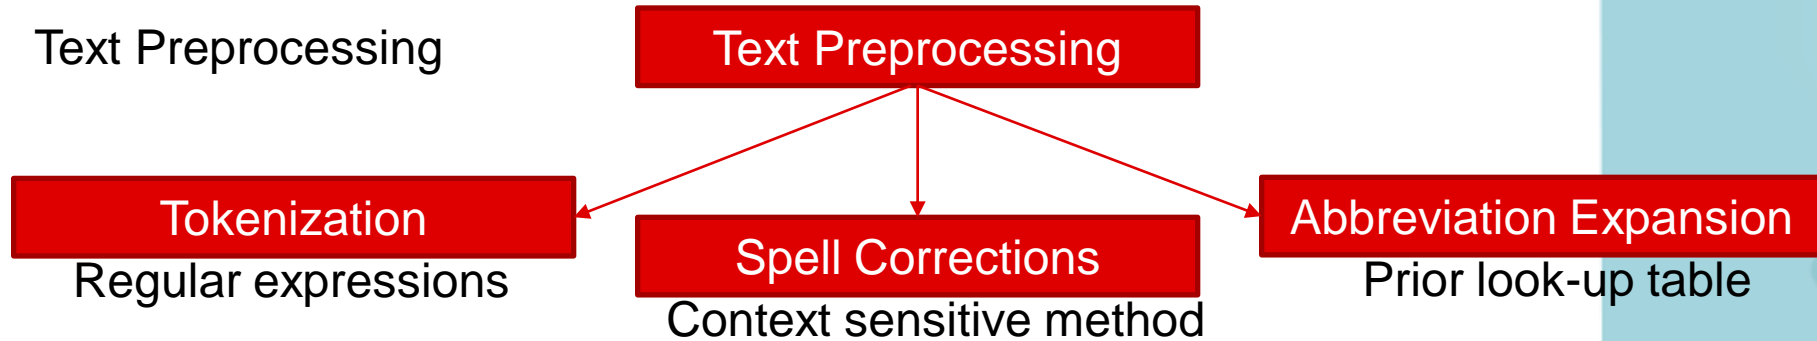 Text Preprocessing
Text Preprocessing
Tokenization
Regular expressions
Spell Corrections
Context sensitive method
Abbreviation Expansion
Prior look-up table